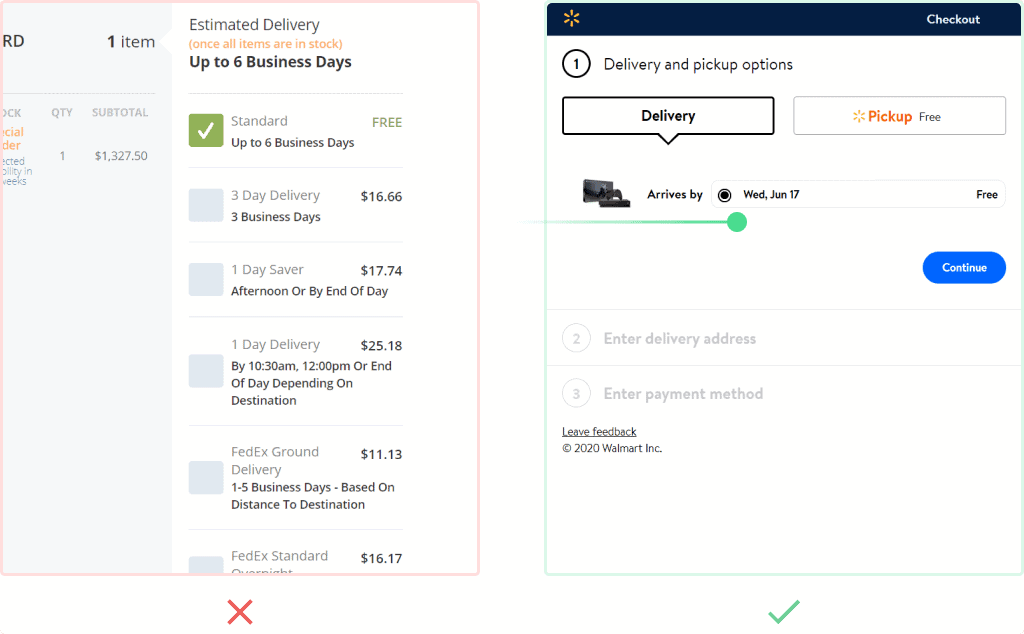 RD
1 item
OCK QTY SUBTOTAL
ecial
der
ected
bility in
weeks
1
$1,327.50
Estimated Delivery
(once all items are in stock)
Up to 6 Business Days
Standard FREE
Up to 6 Business Days
3 Day Delivery $16.66
3 Business Days
1 Day Saver $17.74
Afternoon Or By End Of Day
1 Day Delivery $25.18
By 10:30am, 12:00pm Or End
Of Day Depending On
Destination
FedEx Ground $11.13
Delivery
1-5 Business Days - Based On
Distance To Destination
FedEx Standard $16.17
Overnight
Checkout
1 Delivery and pickup options
Delivery
Pickup Free
Arrives by Wed, Jun 17 Free
Continue
2 Enter delivery address
3 Enter payment method
Leave feedback
© 2020 Walmart Inc.